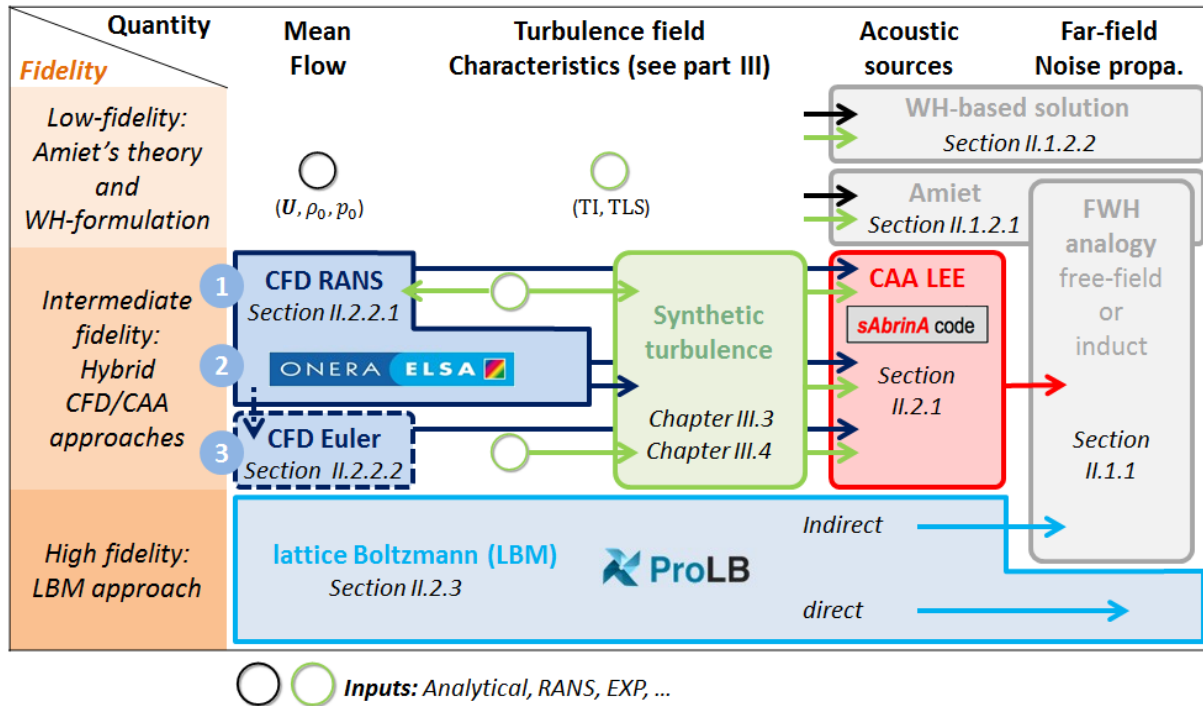 Quantity
Fidelity
Mean
Flow
Turbulence field
Characteristics (see part III)
Acoustic
sources
Far-field
Noise propa.
Low-fidelity:
Amiet's theory
and
WH-formulation
(U, ρ₀, p₀)
(TI, TLS)
WH-based solution
Section II.1.2.2
Amiet
Section II.1.2.1
FWH
analogy
free-field
or
induct
Section
II.1.1
Intermediate
fidelity:
Hybrid
CFD/CAA
approaches
1
CFD RANS
Section II.2.2.1
2
ONERA ELSA
3
CFD Euler
Section II.2.2.2
Synthetic
turbulence
Chapter III.3
Chapter III.4
CAA LEE
sAbrinA code
Section
II.2.1
High fidelity:
LBM approach
lattice Boltzmann (LBM)
Section II.2.3
ProLB
Indirect
direct
Inputs: Analytical, RANS, EXP, ...